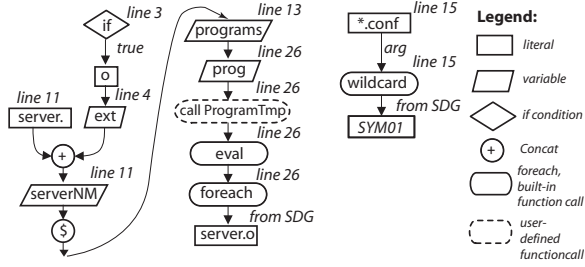 line 3
if
true
o
line 11
line 4
server.
ext
+
line 11
serverNM
$
line 13
programs
line 26
prog
line 26
call ProgramTmp
line 26
eval
line 26
foreach
from SDG
server.o
line 15
*.conf
arg
line 15
wildcard
from SDG
SYM01
Legend:
literal
variable
if condition
+
Concat
foreach,
built-in
function call
user-
defined
functioncall